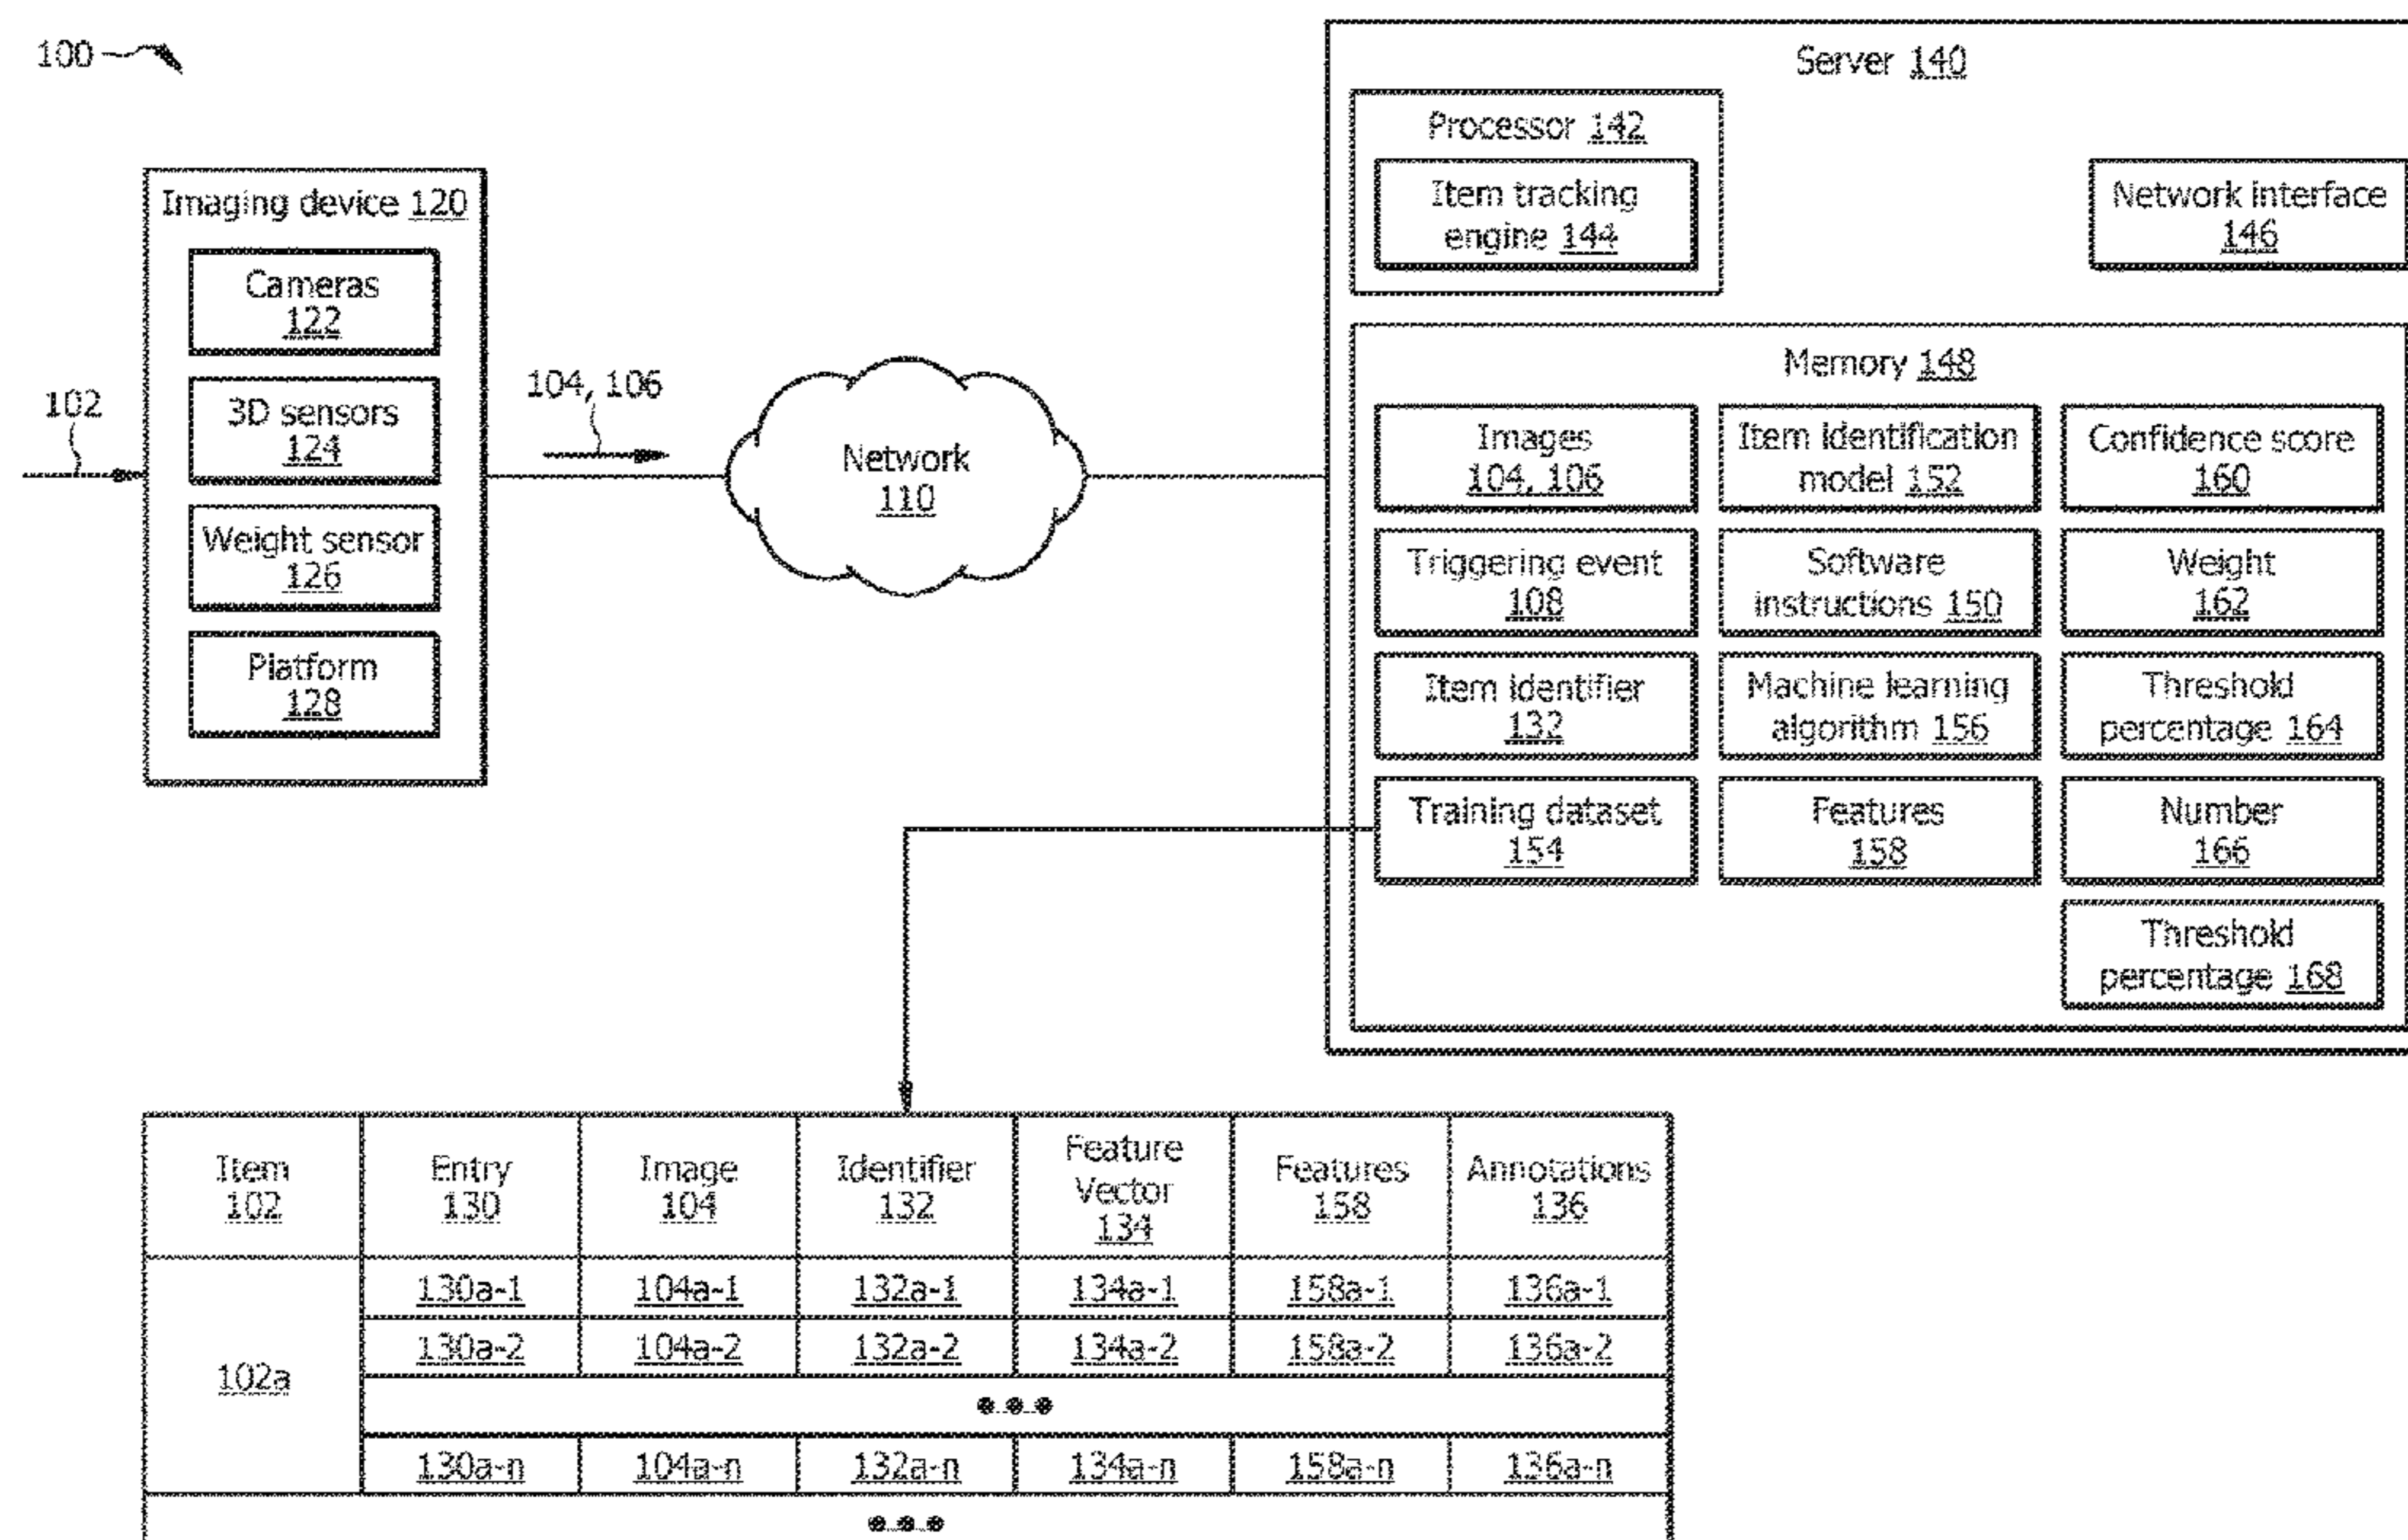 100
Server 140
Processor 142
Item tracking
engine 144
Network interface
146
Imaging device 120
Cameras
122
3D sensors
124
Weight sensor
126
Platform
128
102
104, 106
Network
110
Memory 148
Images
104, 106
Item identification
model 152
Confidence score
160
Triggering event
108
Software
instructions 150
Weight
162
Item identifier
132
Machine learning
algorithm 156
Threshold
percentage 164
Training dataset
154
Features
158
Number
166
Threshold
percentage 168
Item
102
Entry
130
Image
104
Identifier
132
Feature
Vector
134
Features
158
Annotations
136
102a
130a-1 104a-1 132a-1 134a-1 158a-1 136a-1
130a-2 104a-2 132a-2 134a-2 158a-2 136a-2
130a-n 104a-n 132a-n 134a-n 158a-n 136a-n